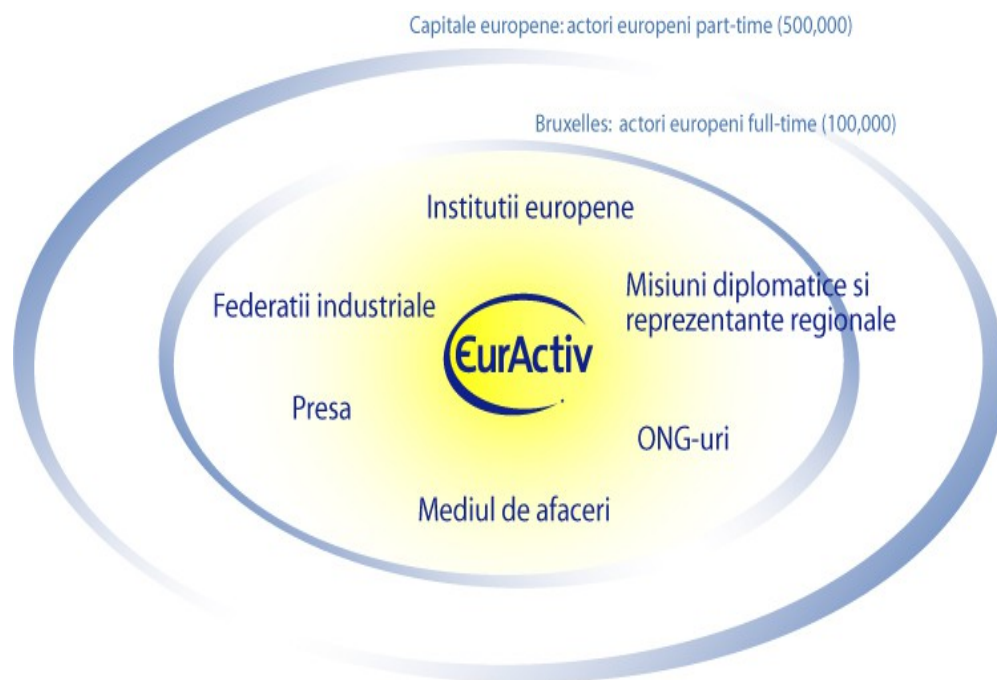 Capitale europene: actori europeni part-time (500,000)
Bruxelles: actori europeni full-time (100,000)
Institutii europene
Federatii industriale
Misiuni diplomatice si
reprezentante regionale
EurActiv
Presa
ONG-uri
Mediul de afaceri